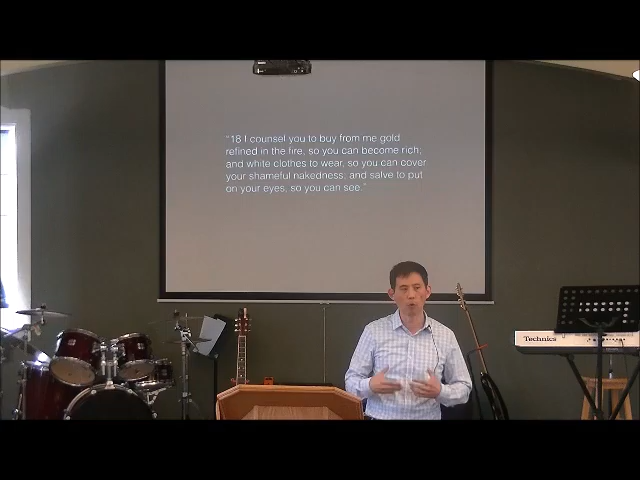 "18 I counsel you to buy from me gold
refined in the fire, so you can become rich;
and white clothes to wear, so you can cover
your shameful nakedness; and salve to put
on your eyes, so you can see."
Technics